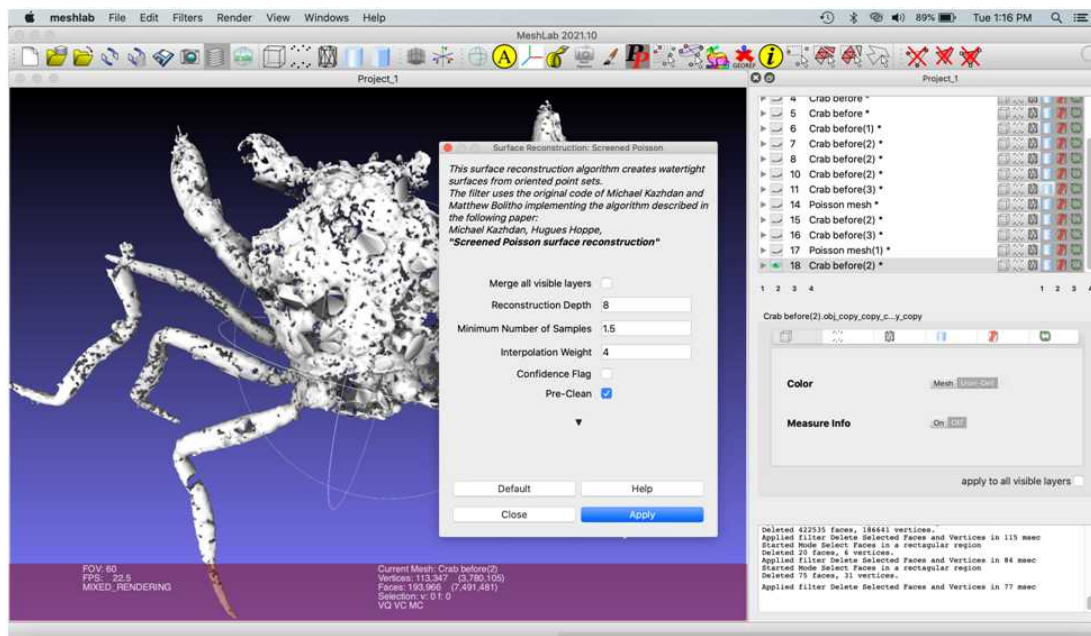 meshlab File Edit Filters Render View Windows Help
89% Tue 1:16 PM
MeshLab 2021.10
A
Pp
GEOREF
i
Project_1
Project_1
4 Crab before *
5 Crab before *
6 Crab before(1) *
7 Crab before(2) *
8 Crab before(2) *
10 Crab before(2) *
11 Crab before(3) *
14 Poisson mesh *
15 Crab before(2) *
16 Crab before(3) *
17 Poisson mesh(1) *
18 Crab before(2) *
1 2 3 4
1 2 3 4
Crab before(2).obj_copy_copy_c...y_copy
Color Mesh User-Def
Measure Info On Off
apply to all visible layers
Deleted 422535 faces, 186641 vertices.
Applied filter Delete Selected Faces and Vertices in 115 msec
Started Mode Select Faces in a rectagular region
Deleted 20 faces, 6 vertices.
Applied filter Delete Selected Faces and Vertices in 84 msec
Started Mode Select Faces in a rectagular region
Deleted 75 faces, 31 vertices.
Applied filter Delete Selected Faces and Vertices in 77 msec
Surface Reconstruction: Screened Poisson
This surface reconstruction algorithm creates watertight
surfaces from oriented point sets.
The filter uses the original code of Michael Kazhdan and
Matthew Bolitho implementing the algorithm described in
the following paper:
Michael Kazhdan, Hugues Hoppe,
"Screened Poisson surface reconstruction"
Merge all visible layers
Reconstruction Depth 8
Minimum Number of Samples 1.5
Interpolation Weight 4
Confidence Flag
Pre-Clean
Default Help
Close Apply
FOV: 60
FPS: 22.5
MIXED_RENDERING
Current Mesh: Crab before(2)
Vertices: 113,347 (3,780,105)
Faces: 193,966 (7,491,481)
Selection: v: 0 f: 0
VQ VC MC